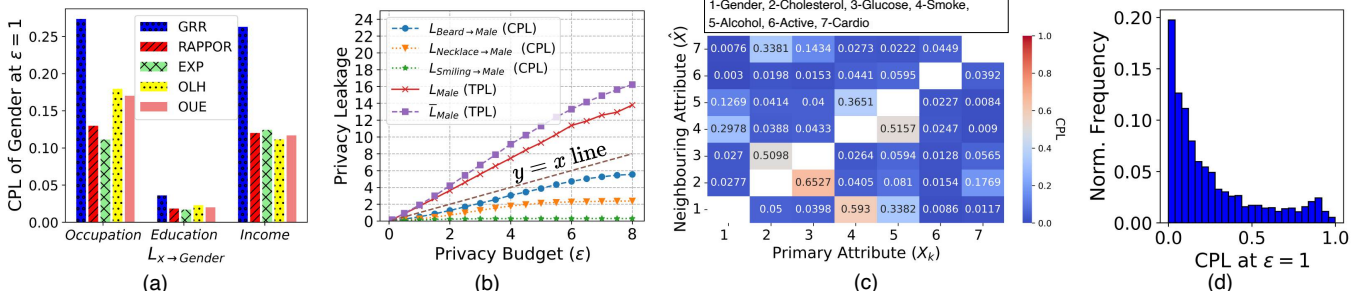 CPL of Gender at ε = 1
0.25
0.20
0.15
0.10
0.05
0.00
GRR
RAPPOR
EXP
OLH
OUE
Occupation Education Income
L_{x→Gender}
(a)
Privacy Leakage
24
22
20
18
16
14
12
10
8
6
4
2
0
L_{Beard→Male} (CPL)
L_{Necklace→Male} (CPL)
L_{Smiling→Male} (CPL)
L_{Male} (TPL)
L̅_{Male} (TPL)
y = x line
0 2 4 6 8
Privacy Budget (ε)
(b)
1-Gender, 2-Cholesterol, 3-Glucose, 4-Smoke,
5-Alcohol, 6-Active, 7-Cardio
Neighbouring Attribute (X̂)
7 0.0076 0.3381 0.1434 0.0273 0.0222 0.0449
6 0.003 0.0198 0.0153 0.0441 0.0595 0.0392
5 0.1269 0.0414 0.04 0.3651 0.0227 0.0084
4 0.2978 0.0388 0.0433 0.5157 0.0247 0.009
3 0.027 0.5098 0.0264 0.0594 0.0128 0.0565
2 0.0277 0.6527 0.0405 0.081 0.0154 0.1769
1 0.05 0.0398 0.593 0.3382 0.0086 0.0117
1 2 3 4 5 6 7
Primary Attribute (X_k)
1.0
0.8
0.6
0.4
0.2
0.0
CPL
(c)
Norm. Frequency
0.20
0.15
0.10
0.05
0.00
0.0 0.5 1.0
CPL at ε = 1
(d)